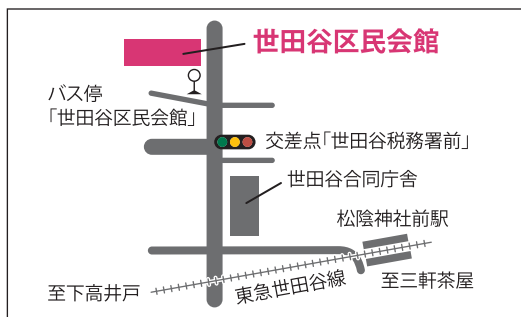 世田谷区民会館
バス停
「世田谷区民会館」
交差点「世田谷税務署前」
世田谷合同庁舎
松陰神社前駅
東急世田谷線
至三軒茶屋
至下高井戸